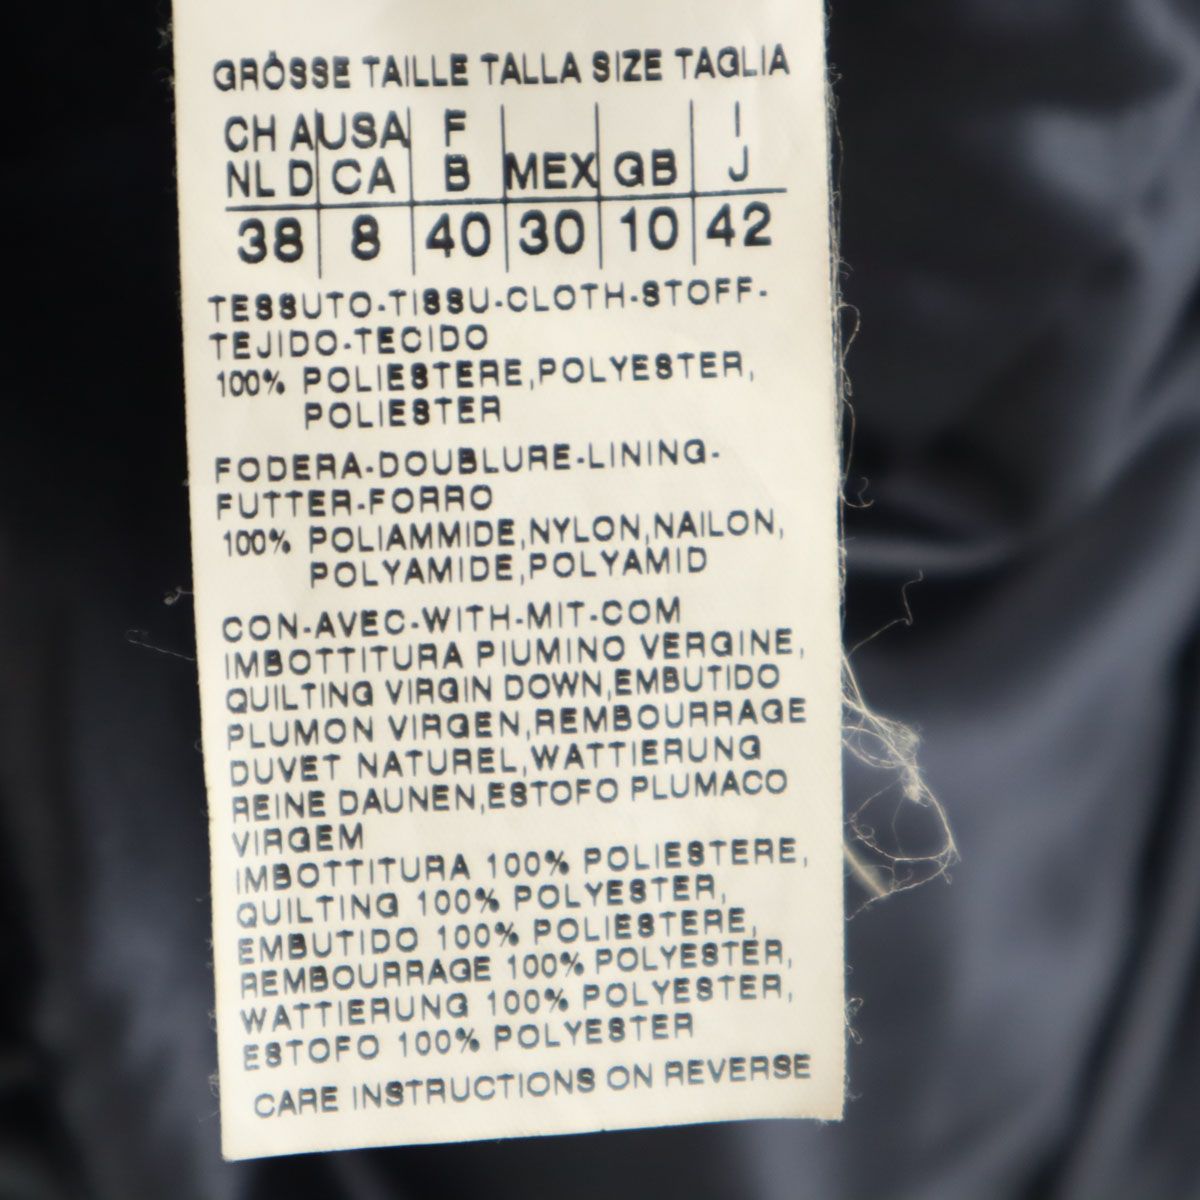 GRÖSSE TAILLE TALLA SIZE TAGLIA
CH A USA F I
NL D CA B MEX GB J
38 8 40 30 10 42
TESSUTO-TISSU-CLOTH-STOFF-
TEJIDO-TECIDO
100% POLIESTERE,POLYESTER,
POLIESTER
FODERA-DOUBLURE-LINING-
FUTTER-FORRO
100% POLIAMMIDE,NYLON,NAILON,
POLYAMIDE,POLYAMID
CON-AVEC-WITH-MIT-COM
IMBOTTITURA PIUMINO VERGINE,
QUILTING VIRGIN DOWN,EMBUTIDO
PLUMON VIRGEN,REMBOURRAGE
DUVET NATUREL,WATTIERUNG
REINE DAUNEN,ESTOFO PLUMACO
VIRGEM
IMBOTTITURA 100% POLIESTERE,
QUILTING 100% POLYESTER,
EMBUTIDO 100% POLIESTERE,
REMBOURRAGE 100% POLYESTER,
WATTIERUNG 100% POLYESTER,
ESTOFO 100% POLYESTER
CARE INSTRUCTIONS ON REVERSE